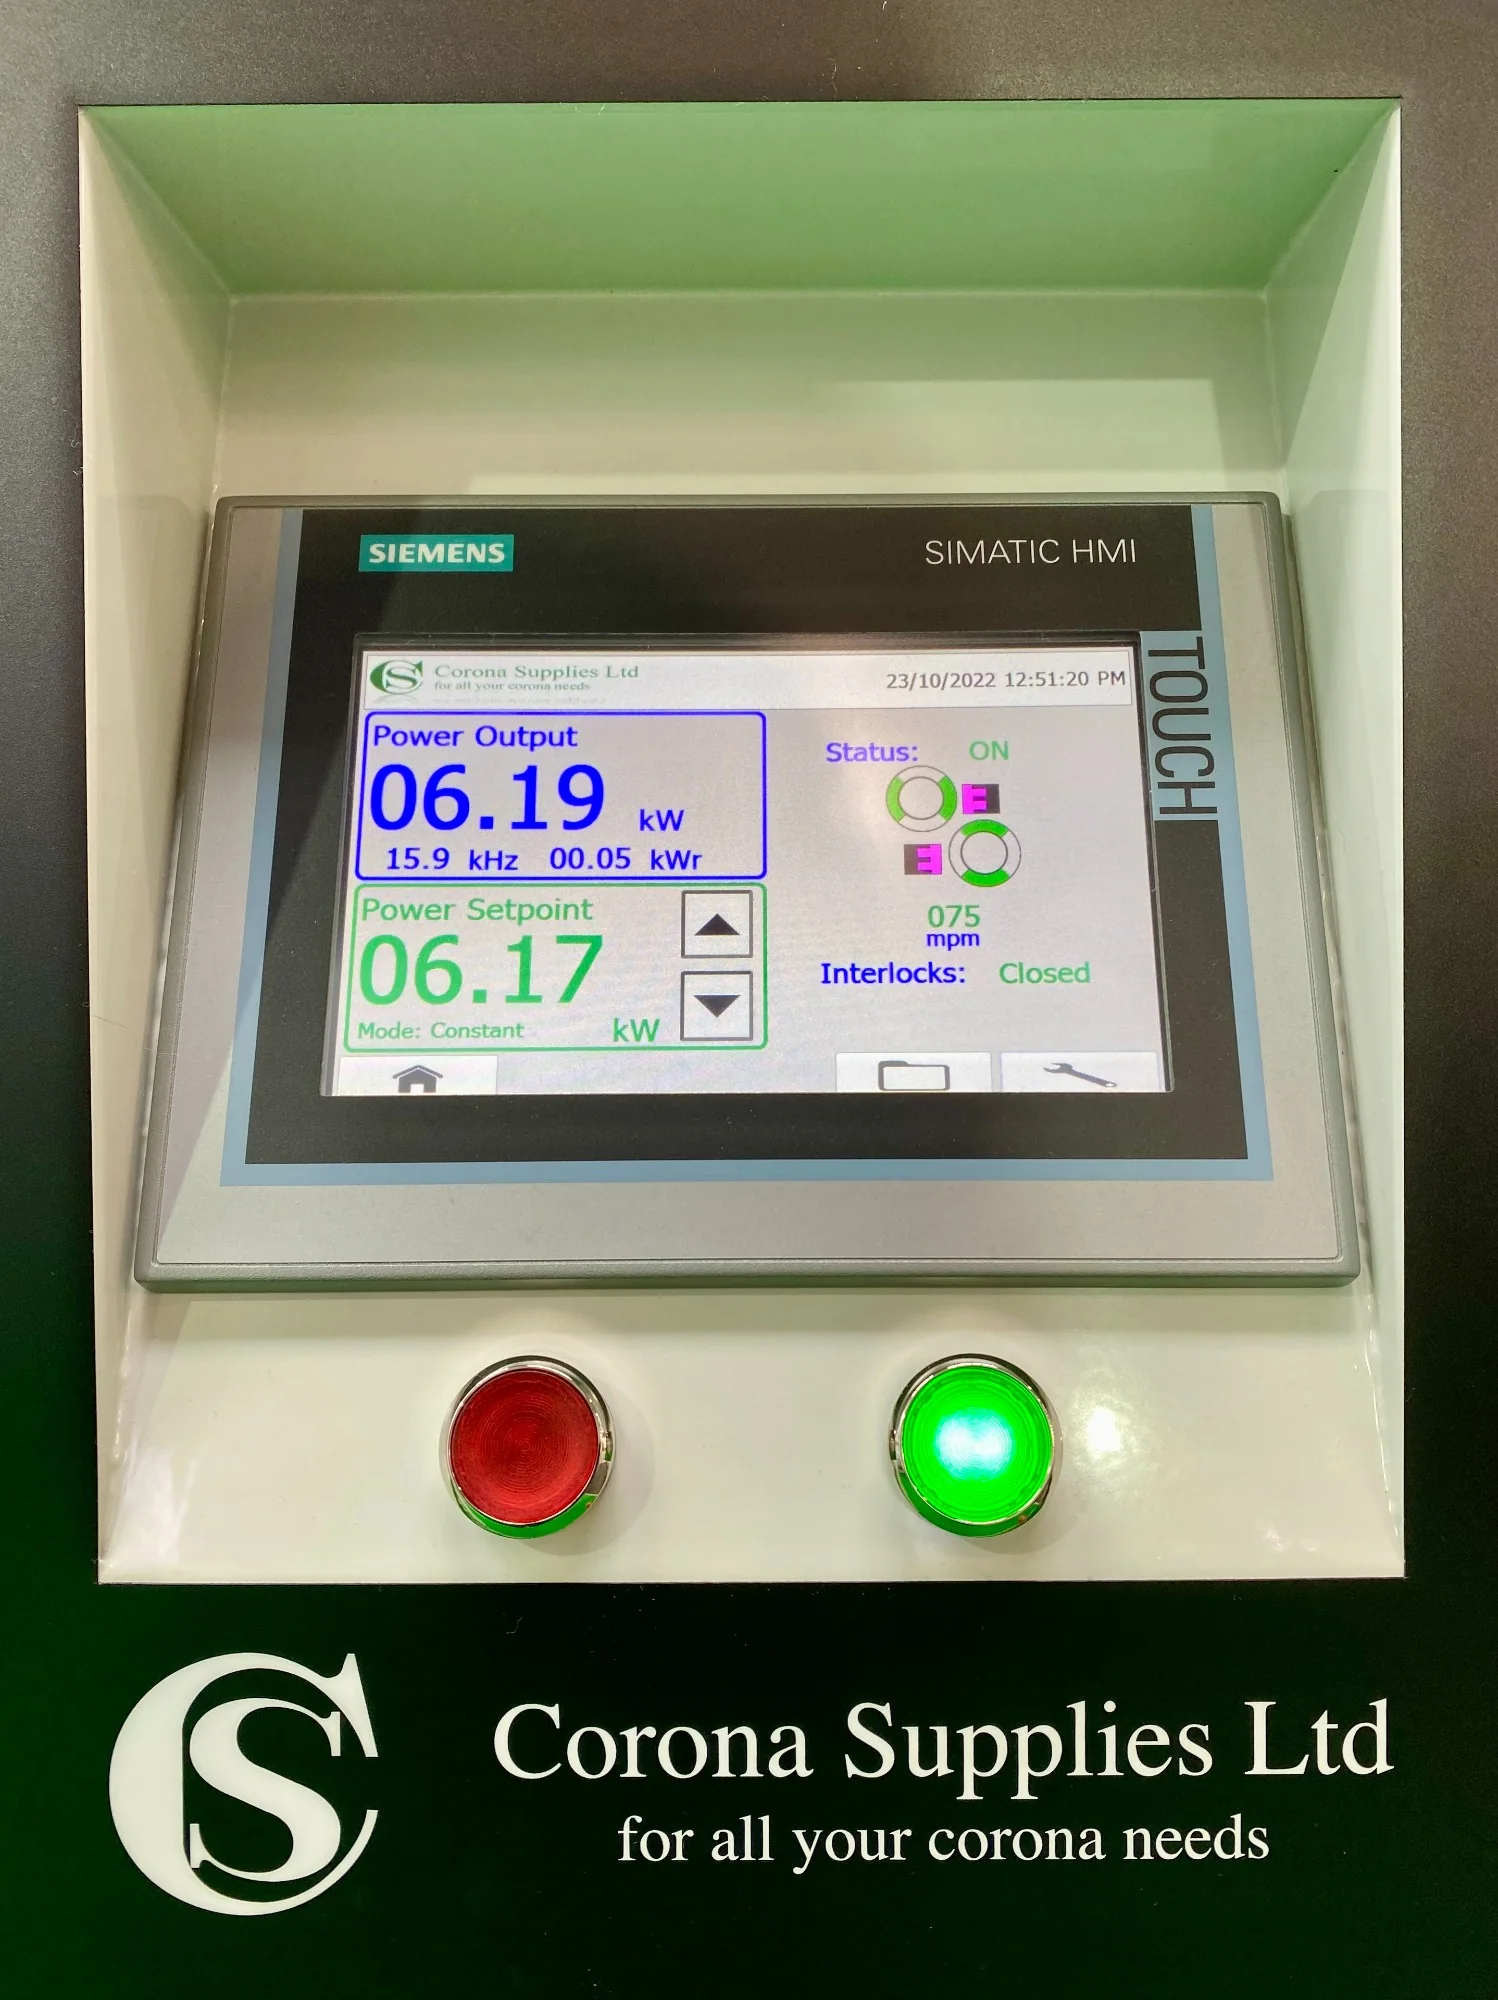 SIEMENS
SIMATIC HMI
TOUCH
CS Corona Supplies Ltd
for all your corona needs
23/10/2022 12:51:20 PM
Power Output
06.19 kW
15.9 kHz 00.05 kWr
Power Setpoint
06.17
Mode: Constant kW
Status: ON
E
E
075
mpm
Interlocks: Closed
CS
Corona Supplies Ltd
for all your corona needs